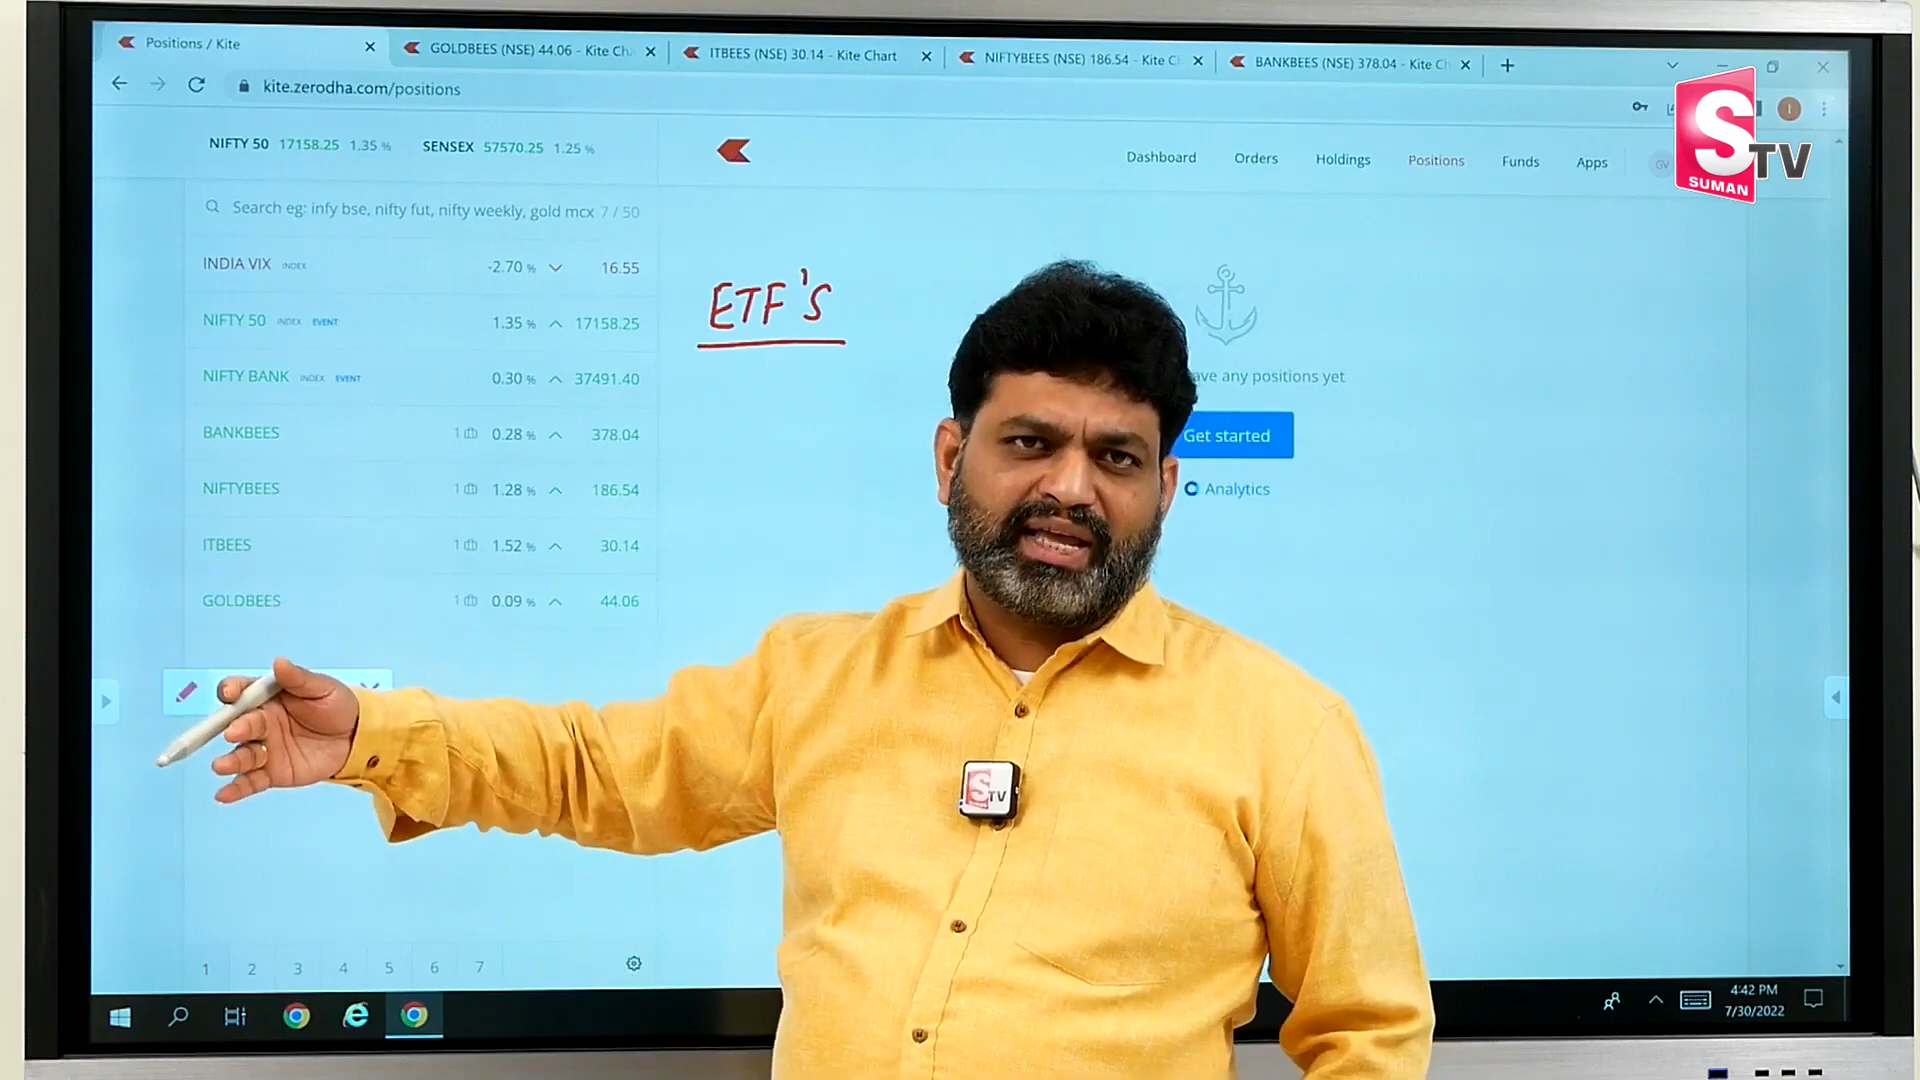 Positions / Kite
GOLDBEES (NSE) 44.06 - Kite Ch
ITBEES (NSE) 30.14 - Kite Chart
NIFTYBEES (NSE) 186.54 - Kite C
BANKBEES (NSE) 378.04 - Kite Ch
kite.zerodha.com/positions
I
S TV
SUMAN
NIFTY 50 17158.25 1.35 %
SENSEX 57570.25 1.25 %
Dashboard Orders Holdings Positions Funds Apps
GV
Search eg: infy bse, nifty fut, nifty weekly, gold mcx 7 / 50
INDIA VIX INDEX -2.70 % 16.55
NIFTY 50 INDEX EVENT 1.35 % 17158.25
NIFTY BANK INDEX EVENT 0.30 % 37491.40
BANKBEES 1 0.28 % 378.04
NIFTYBEES 1 1.28 % 186.54
ITBEES 1 1.52 % 30.14
GOLDBEES 1 0.09 % 44.06
ETF'S
any positions yet
Get started
Analytics
S TV
1 2 3 4 5 6 7
4:42 PM
7/30/2022